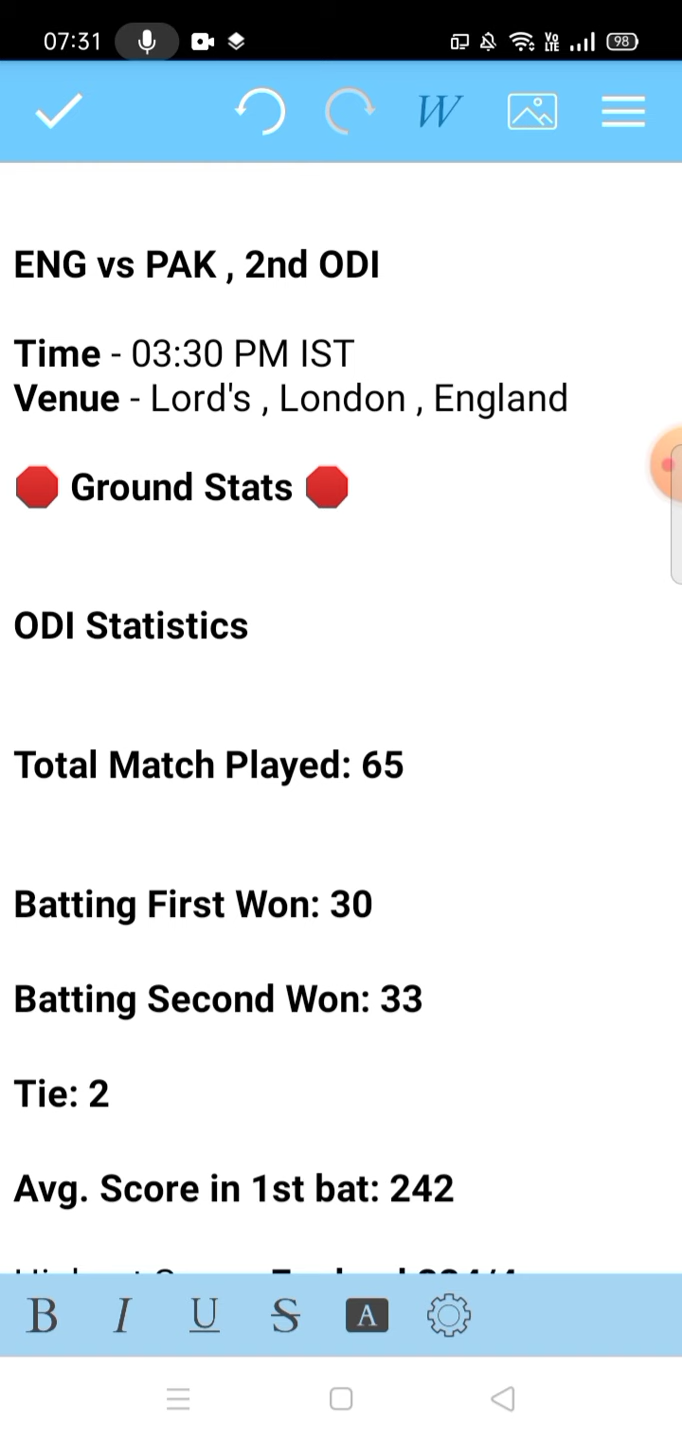 07:31
VO LTE
98
W
ENG vs PAK , 2nd ODI
Time - 03:30 PM IST
Venue - Lord's , London , England
Ground Stats
ODI Statistics
Total Match Played: 65
Batting First Won: 30
Batting Second Won: 33
Tie: 2
Avg. Score in 1st bat: 242
B I U S A